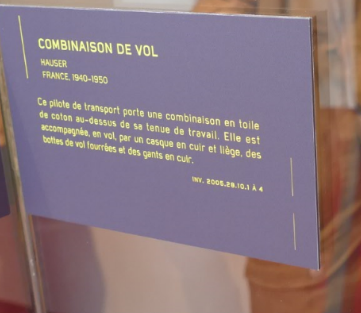 COMBINAISON DE VOL
HAUSER
FRANCE, 1940-1950
Ce pilote de transport porte une combinaison en toile
de coton au-dessus de sa tenue de travail. Elle est
accompagnée, en vol, par un casque en cuir et liège, des
bottes de vol fourrées et des gants en cuir.
INV. 2005.28.10.1 À 4